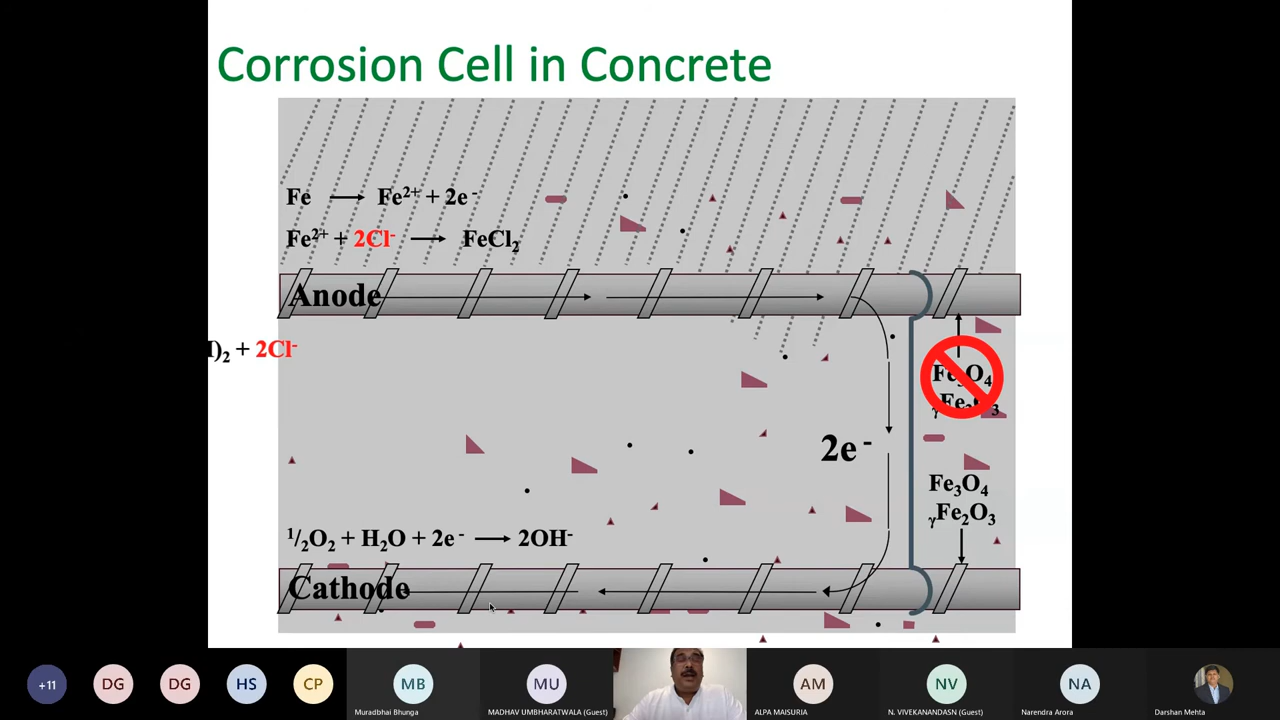 Corrosion Cell in Concrete
Fe → Fe²⁺ + 2e⁻
Fe²⁺ + 2Cl⁻ → FeCl₂
Anode
)₂ + 2Cl⁻
Fe₃O₄
γFe₂O₃
2e⁻
Fe₃O₄
γFe₂O₃
¹/₂O₂ + H₂O + 2e⁻ → 2OH⁻
Cathode
+11
DG
DG
HS
CP
MB
MU
AM
NV
NA
Muradbhai Bhunga
MADHAV UMBHARATWALA (Guest)
ALPA MAISURIA
N. VIVEKANANDASN (Guest)
Narendra Arora
Darshan Mehta